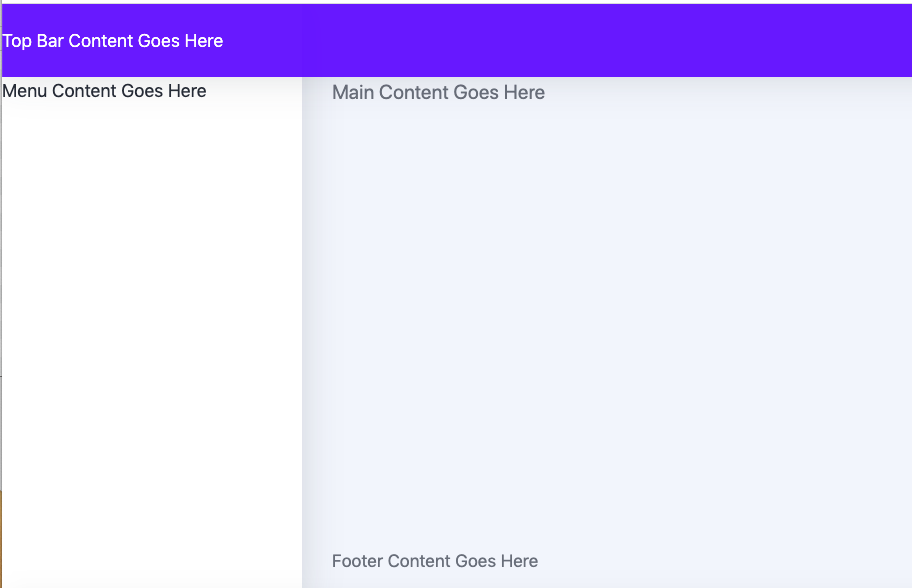 Top Bar Content Goes Here
Menu Content Goes Here
Main Content Goes Here
Footer Content Goes Here